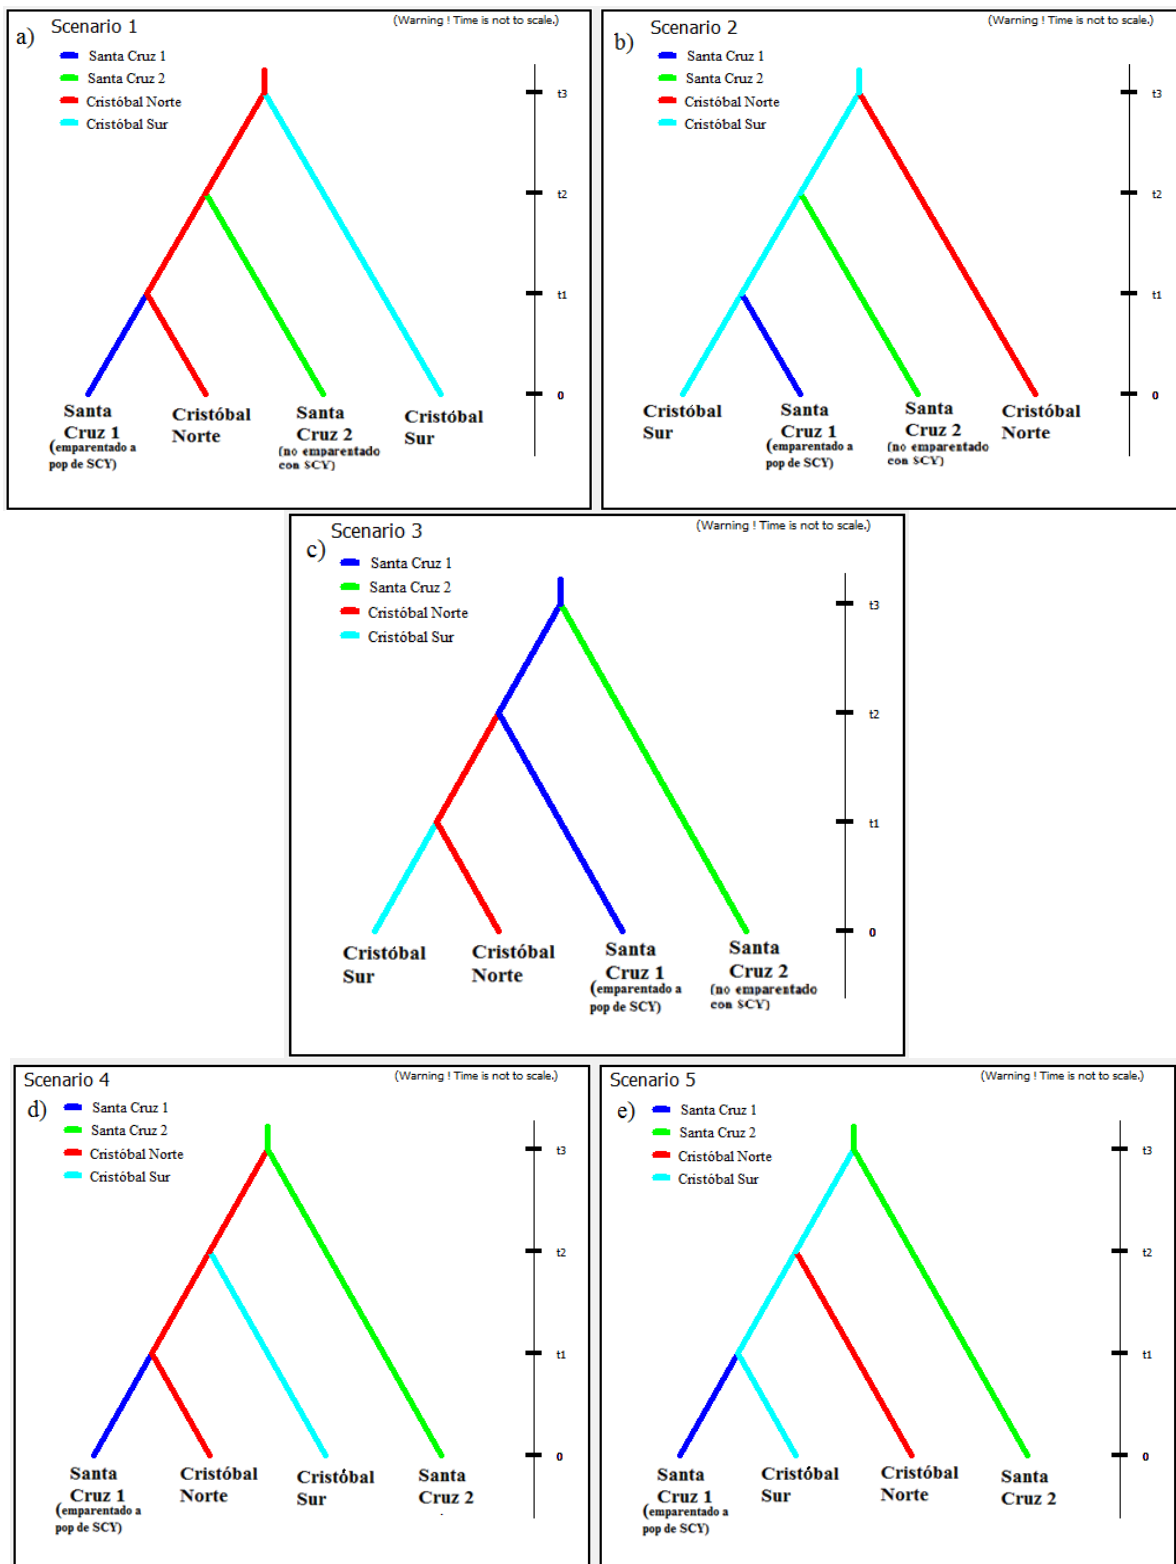 a)
Scenario 1
(Warning ! Time is not to scale.)
Santa Cruz 1
Santa Cruz 2
Cristóbal Norte
Cristóbal Sur
t3
t2
t1
0
Santa
Cruz 1
(emparentado a
pop de SCY)
Cristóbal
Norte
Santa
Cruz 2
(no emparentado
con SCY)
Cristóbal
Sur
b)
Scenario 2
(Warning ! Time is not to scale.)
Santa Cruz 1
Santa Cruz 2
Cristóbal Norte
Cristóbal Sur
t3
t2
t1
0
Cristóbal
Sur
Santa
Cruz 1
(emparentado a
pop de SCY)
Santa
Cruz 2
(no emparentado
con SCY)
Cristóbal
Norte
c)
Scenario 3
(Warning ! Time is not to scale.)
Santa Cruz 1
Santa Cruz 2
Cristóbal Norte
Cristóbal Sur
t3
t2
t1
0
Cristóbal
Sur
Cristóbal
Norte
Santa
Cruz 1
(emparentado a
pop de SCY)
Santa
Cruz 2
(no emparentado
con SCY)
Scenario 4
(Warning ! Time is not to scale.)
d)
Santa Cruz 1
Santa Cruz 2
Cristóbal Norte
Cristóbal Sur
t3
t2
t1
0
Santa
Cruz 1
(emparentado a
pop de SCY)
Cristóbal
Norte
Cristóbal
Sur
Santa
Cruz 2
Scenario 5
(Warning ! Time is not to scale.)
e)
Santa Cruz 1
Santa Cruz 2
Cristóbal Norte
Cristóbal Sur
t3
t2
t1
0
Santa
Cruz 1
(emparentado a
pop de SCY)
Cristóbal
Sur
Cristóbal
Norte
Santa
Cruz 2